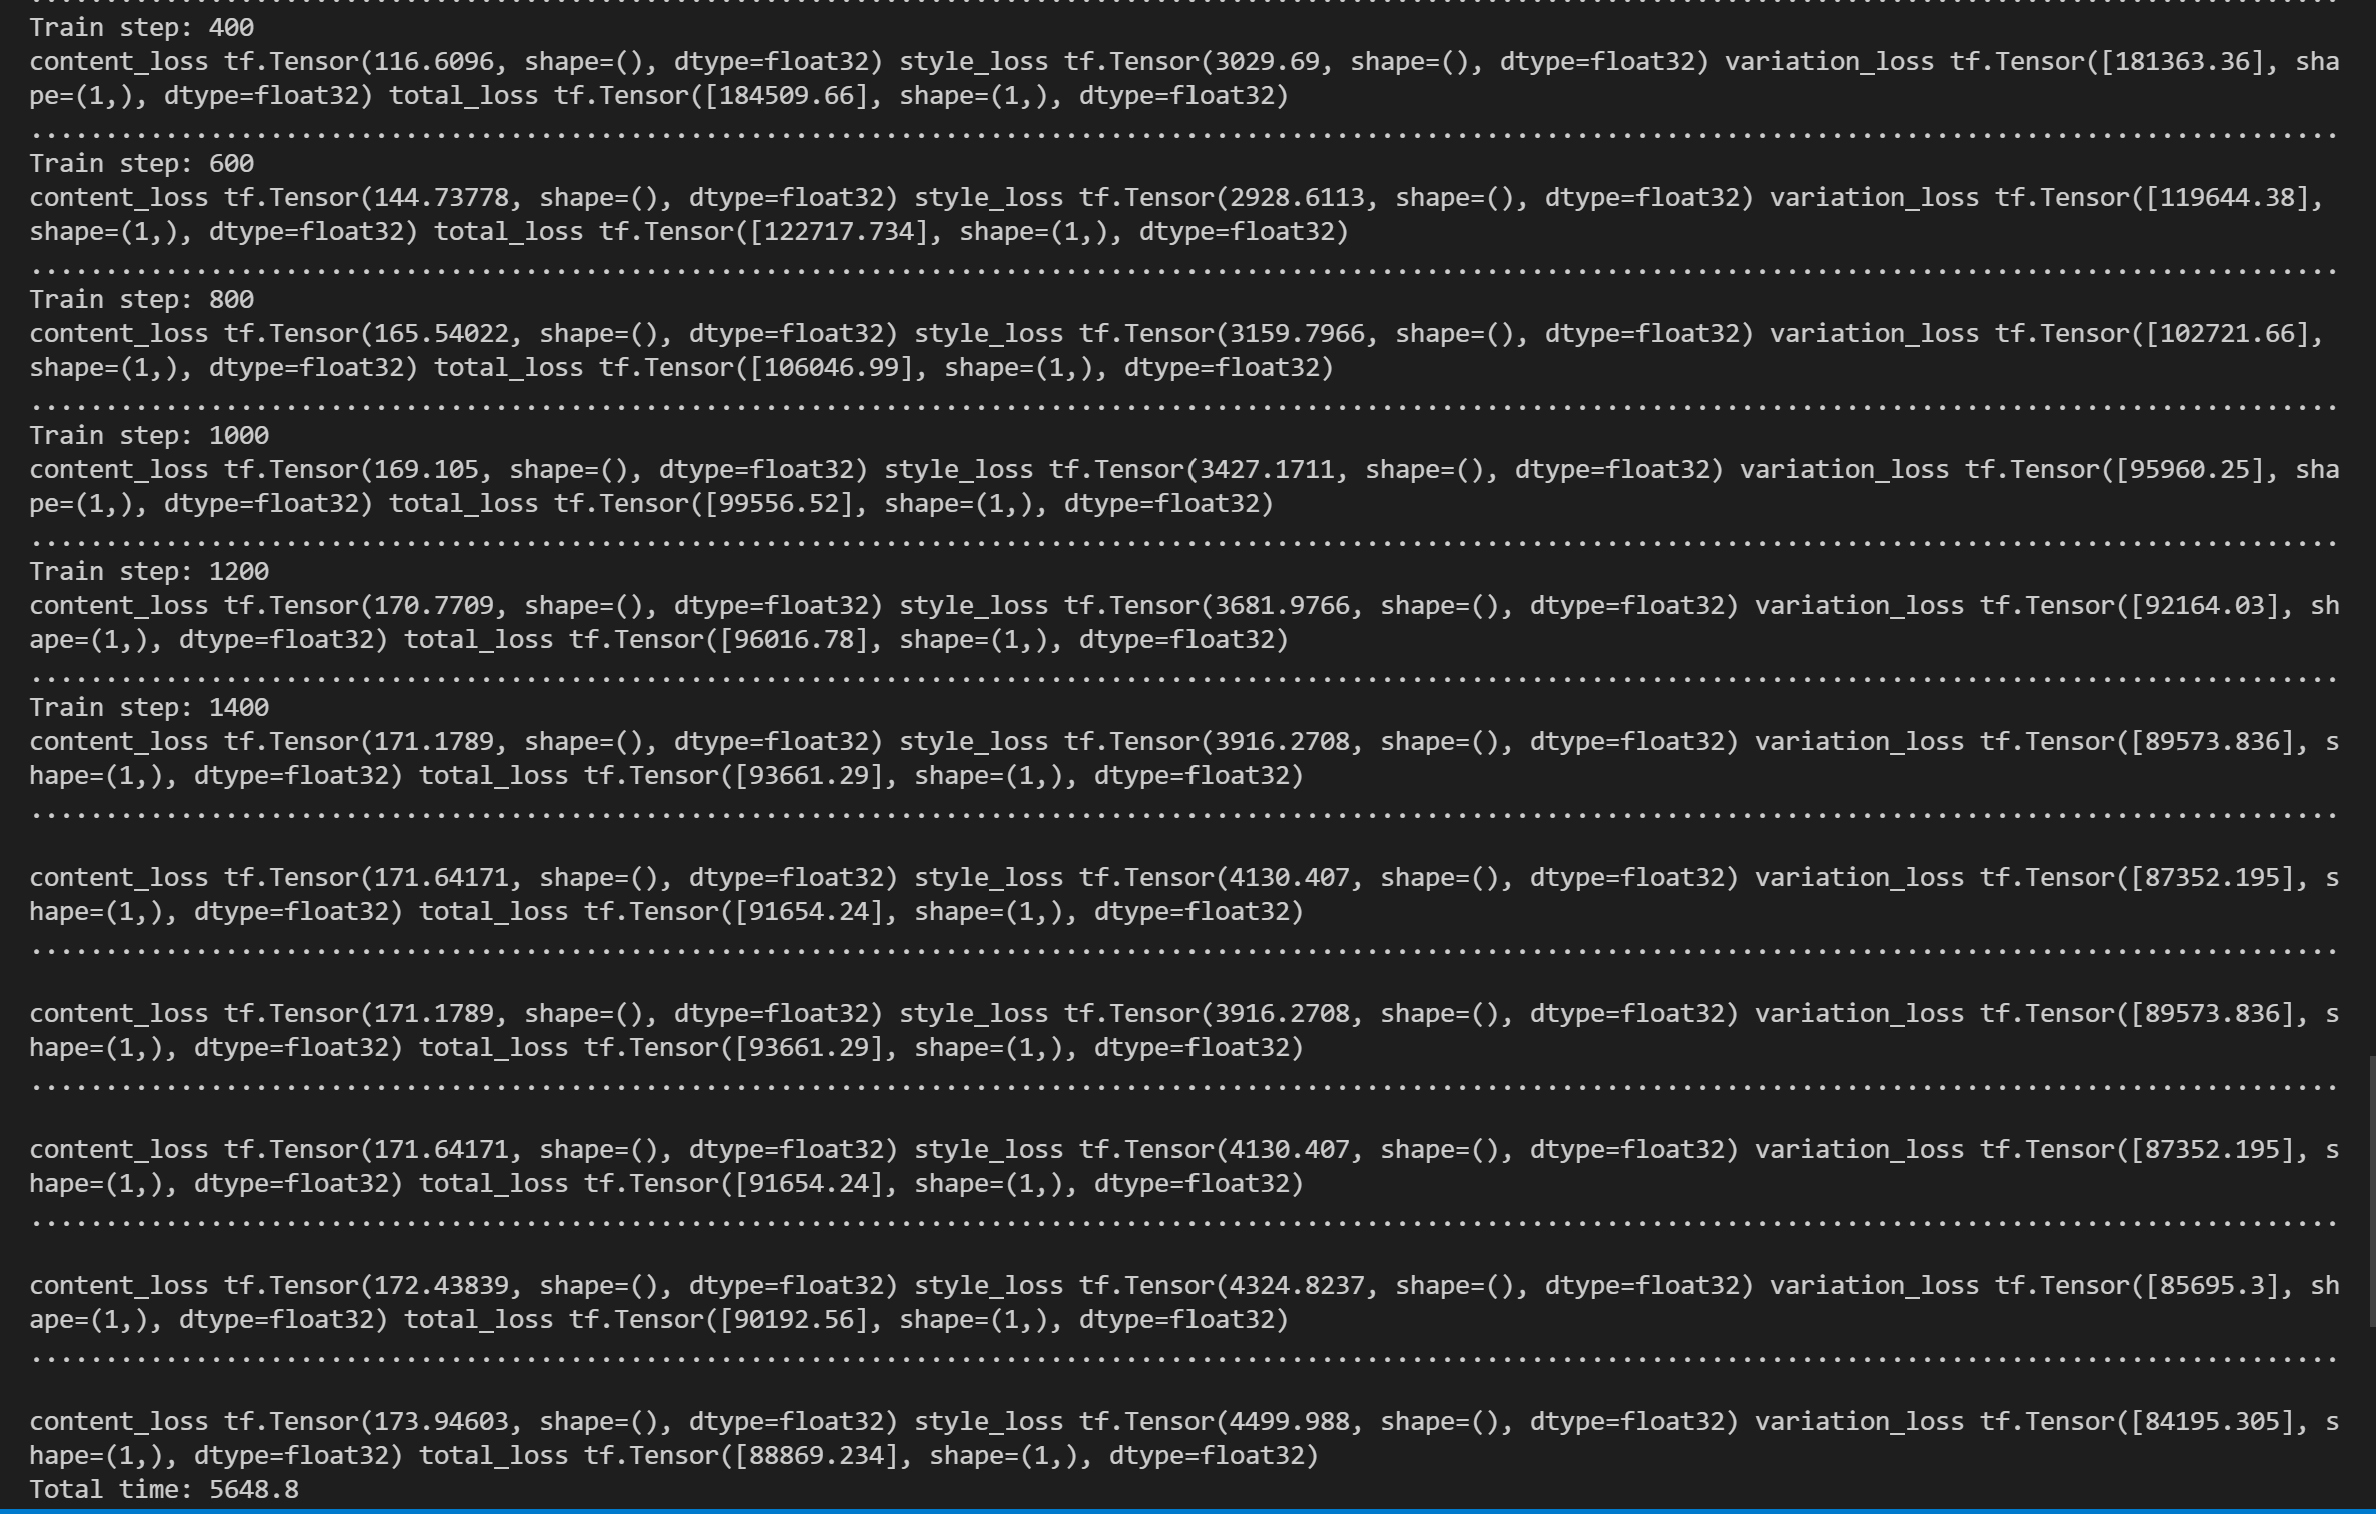 Train step: 400
content_loss tf.Tensor(116.6096, shape=(), dtype=float32) style_loss tf.Tensor(3029.69, shape=(), dtype=float32) variation_loss tf.Tensor([181363.36], sha
pe=(1,), dtype=float32) total_loss tf.Tensor([184509.66], shape=(1,), dtype=float32)
..........................................................................................................................................................
Train step: 600
content_loss tf.Tensor(144.73778, shape=(), dtype=float32) style_loss tf.Tensor(2928.6113, shape=(), dtype=float32) variation_loss tf.Tensor([119644.38],
shape=(1,), dtype=float32) total_loss tf.Tensor([122717.734], shape=(1,), dtype=float32)
..........................................................................................................................................................
Train step: 800
content_loss tf.Tensor(165.54022, shape=(), dtype=float32) style_loss tf.Tensor(3159.7966, shape=(), dtype=float32) variation_loss tf.Tensor([102721.66],
shape=(1,), dtype=float32) total_loss tf.Tensor([106046.99], shape=(1,), dtype=float32)
..........................................................................................................................................................
Train step: 1000
content_loss tf.Tensor(169.105, shape=(), dtype=float32) style_loss tf.Tensor(3427.1711, shape=(), dtype=float32) variation_loss tf.Tensor([95960.25], sha
pe=(1,), dtype=float32) total_loss tf.Tensor([99556.52], shape=(1,), dtype=float32)
..........................................................................................................................................................
Train step: 1200
content_loss tf.Tensor(170.7709, shape=(), dtype=float32) style_loss tf.Tensor(3681.9766, shape=(), dtype=float32) variation_loss tf.Tensor([92164.03], sh
ape=(1,), dtype=float32) total_loss tf.Tensor([96016.78], shape=(1,), dtype=float32)
..........................................................................................................................................................
Train step: 1400
content_loss tf.Tensor(171.1789, shape=(), dtype=float32) style_loss tf.Tensor(3916.2708, shape=(), dtype=float32) variation_loss tf.Tensor([89573.836], s
hape=(1,), dtype=float32) total_loss tf.Tensor([93661.29], shape=(1,), dtype=float32)
..........................................................................................................................................................
content_loss tf.Tensor(171.64171, shape=(), dtype=float32) style_loss tf.Tensor(4130.407, shape=(), dtype=float32) variation_loss tf.Tensor([87352.195], s
hape=(1,), dtype=float32) total_loss tf.Tensor([91654.24], shape=(1,), dtype=float32)
..........................................................................................................................................................
content_loss tf.Tensor(171.1789, shape=(), dtype=float32) style_loss tf.Tensor(3916.2708, shape=(), dtype=float32) variation_loss tf.Tensor([89573.836], s
hape=(1,), dtype=float32) total_loss tf.Tensor([93661.29], shape=(1,), dtype=float32)
..........................................................................................................................................................
content_loss tf.Tensor(171.64171, shape=(), dtype=float32) style_loss tf.Tensor(4130.407, shape=(), dtype=float32) variation_loss tf.Tensor([87352.195], s
hape=(1,), dtype=float32) total_loss tf.Tensor([91654.24], shape=(1,), dtype=float32)
..........................................................................................................................................................
content_loss tf.Tensor(172.43839, shape=(), dtype=float32) style_loss tf.Tensor(4324.8237, shape=(), dtype=float32) variation_loss tf.Tensor([85695.3], sh
ape=(1,), dtype=float32) total_loss tf.Tensor([90192.56], shape=(1,), dtype=float32)
..........................................................................................................................................................
content_loss tf.Tensor(173.94603, shape=(), dtype=float32) style_loss tf.Tensor(4499.988, shape=(), dtype=float32) variation_loss tf.Tensor([84195.305], s
hape=(1,), dtype=float32) total_loss tf.Tensor([88869.234], shape=(1,), dtype=float32)
Total time: 5648.8